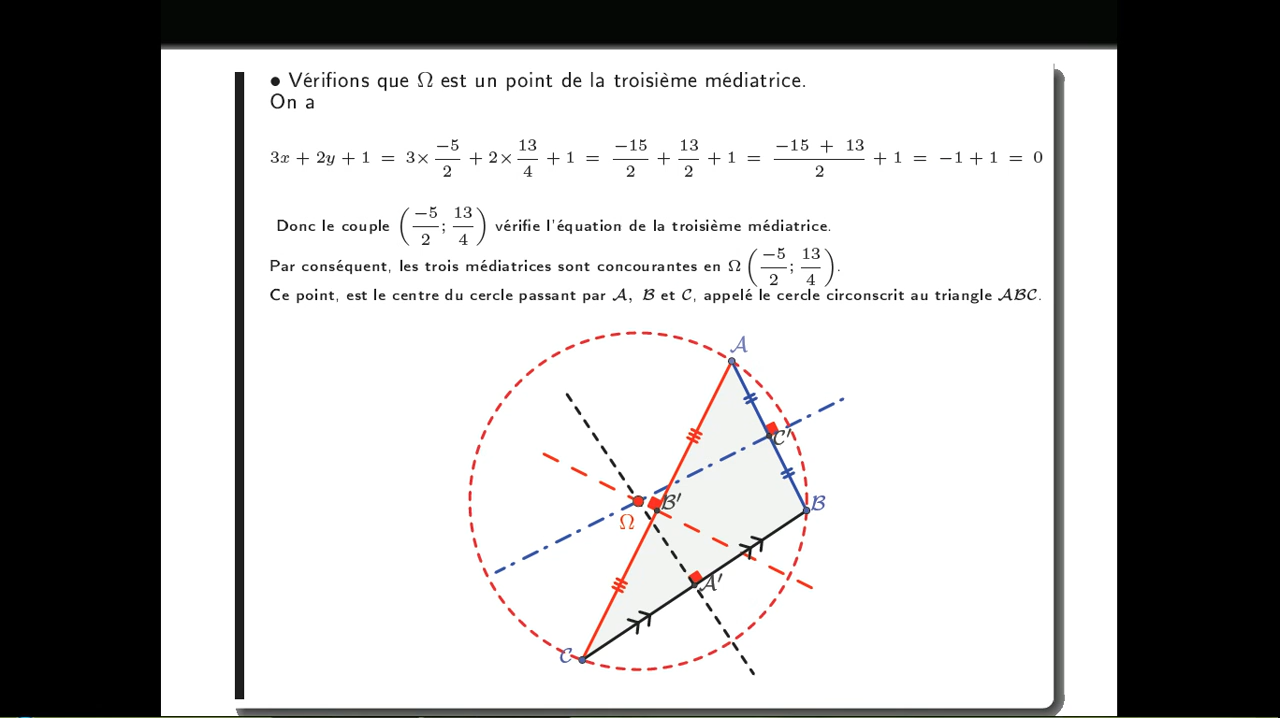 • Vérifions que Ω est un point de la troisième médiatrice.
On a
3x + 2y + 1 = 3× −5/2 + 2× 13/4 + 1 = −15/2 + 13/2 + 1 = (−15 + 13)/2 + 1 = −1 + 1 = 0
Donc le couple (−5/2 ; 13/4) vérifie l'équation de la troisième médiatrice.
Par conséquent, les trois médiatrices sont concourantes en Ω (−5/2 ; 13/4).
Ce point, est le centre du cercle passant par A, B et C, appelé le cercle circonscrit au triangle ABC.
A
C′
B′
B
Ω
A′
C